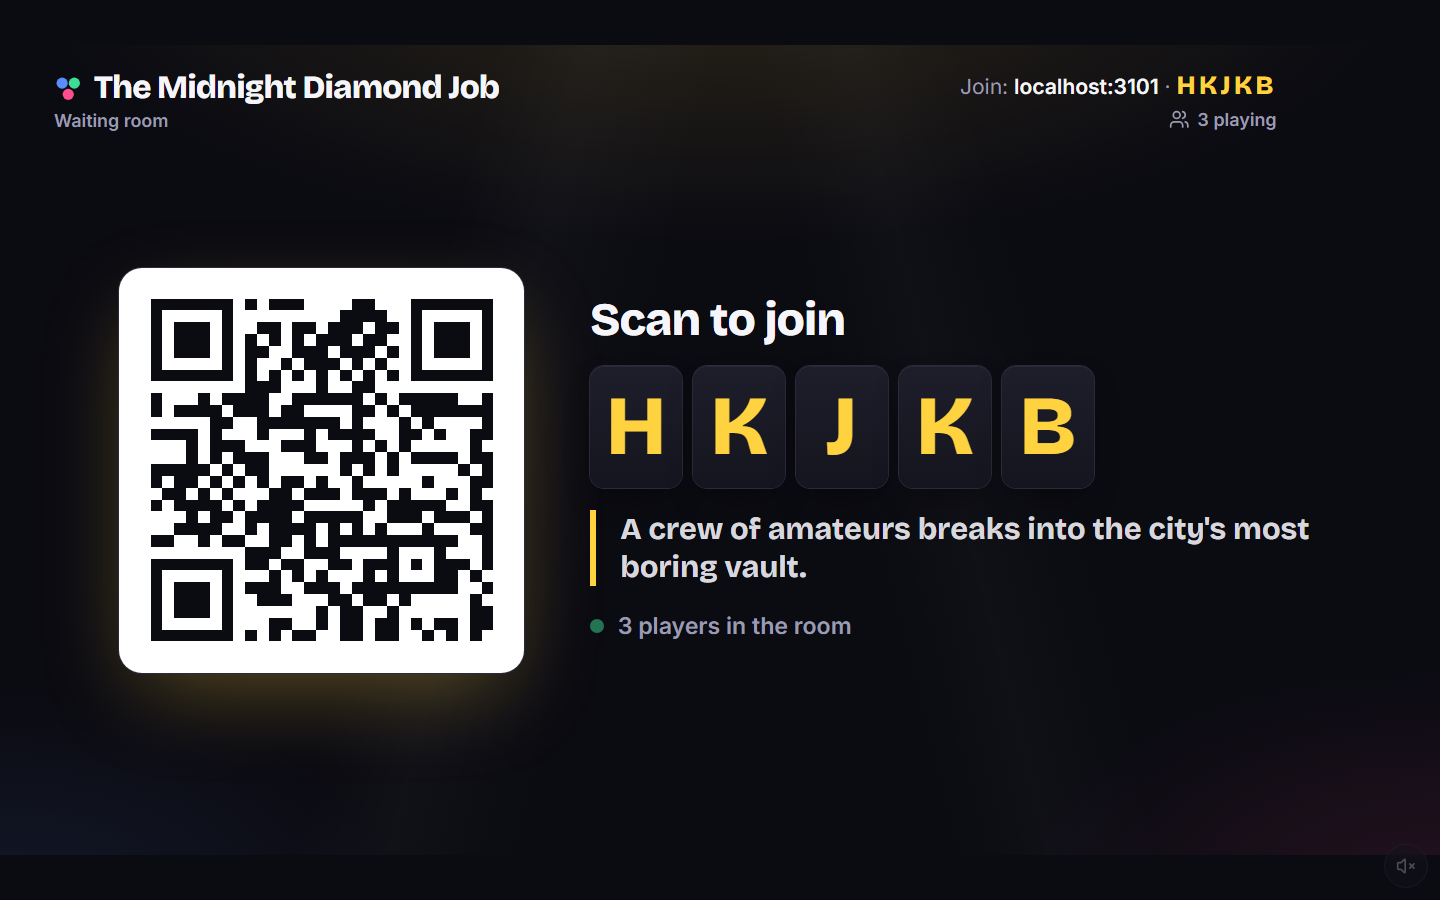 The Midnight Diamond Job
Waiting room
Join: localhost:3101 · HKJKB
3 playing
Scan to join
H K J K B
A crew of amateurs breaks into the city's most
boring vault.
3 players in the room